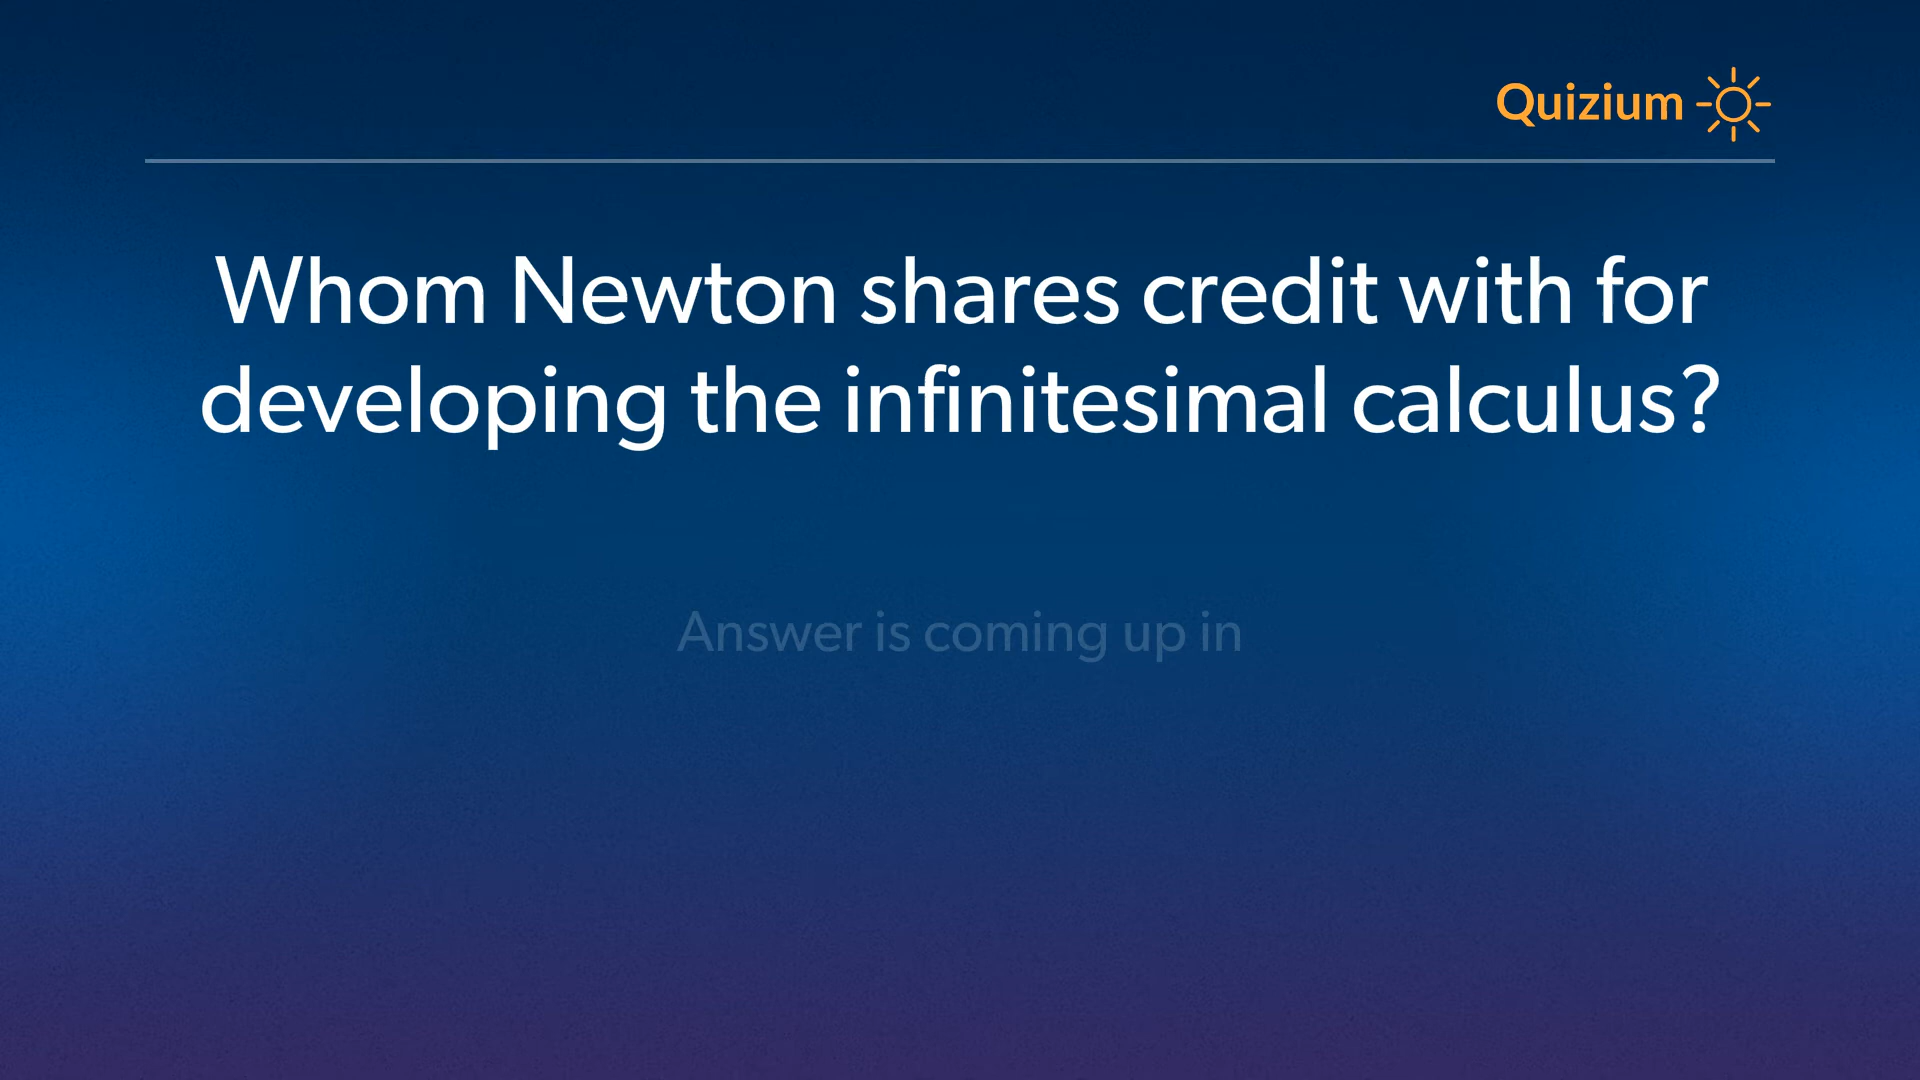 Quizium
Whom Newton shares credit with for
developing the infinitesimal calculus?
Answer is coming up in